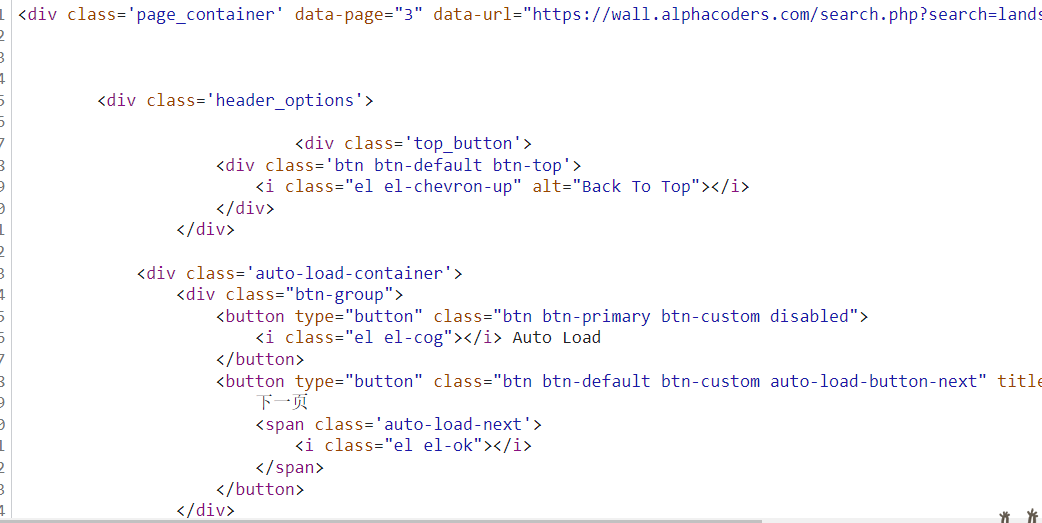 1 <div class='page_container' data-page="3" data-url="https://wall.alphacoders.com/search.php?search=lands
2
3
4
5 <div class='header_options'>
6
7 <div class='top_button'>
8 <div class='btn btn-default btn-top'>
9 <i class="el el-chevron-up" alt="Back To Top"></i>
0 </div>
1 </div>
2
3 <div class='auto-load-container'>
4 <div class="btn-group">
5 <button type="button" class="btn btn-primary btn-custom disabled">
6 <i class="el el-cog"></i> Auto Load
7 </button>
8 <button type="button" class="btn btn-default btn-custom auto-load-button-next" title
9 下一页
0 <span class='auto-load-next'>
1 <i class="el el-ok"></i>
2 </span>
3 </button>
4 </div>